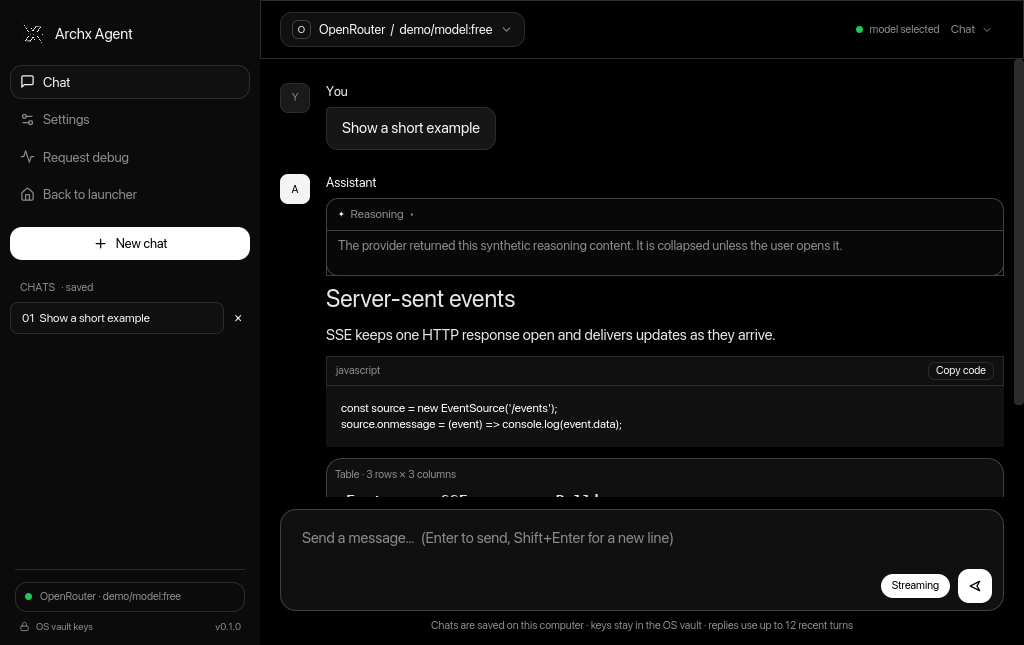 Archx Agent
Chat
Settings
Request debug
Back to launcher
New chat
CHATS · saved
01 Show a short example ×
OpenRouter · demo/model:free
OS vault keys
v0.1.0
O OpenRouter / demo/model:free
model selected
Chat
Y
You
Show a short example
A
Assistant
Reasoning •
The provider returned this synthetic reasoning content. It is collapsed unless the user opens it.
Server-sent events
SSE keeps one HTTP response open and delivers updates as they arrive.
javascript
Copy code
const source = new EventSource('/events');
source.onmessage = (event) => console.log(event.data);
Table · 3 rows × 3 columns
Send a message... (Enter to send, Shift+Enter for a new line)
Streaming
Chats are saved on this computer · keys stay in the OS vault · replies use up to 12 recent turns